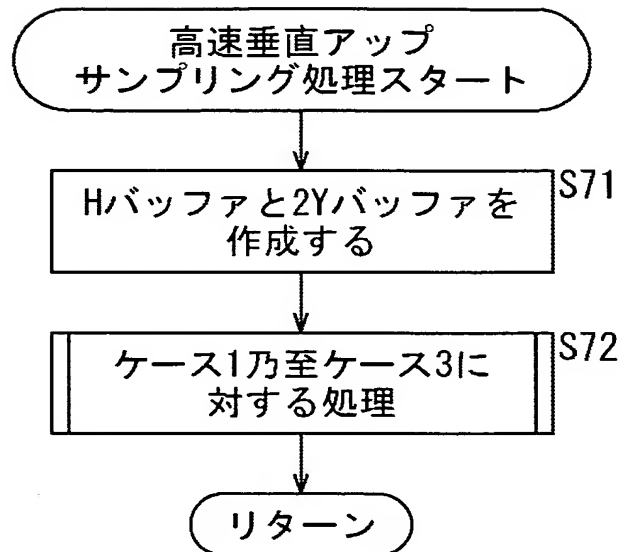 高速垂直アップ
サンプリング処理スタート
Hバッファと2Yバッファを
作成する
S71
ケース1乃至ケース3に
対する処理
S72
リターン